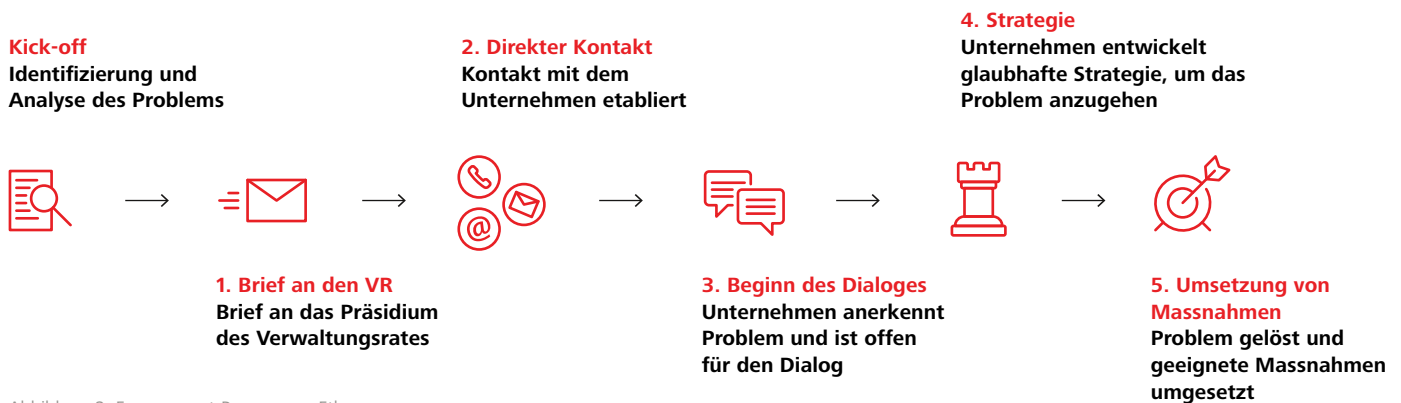 Kick-off
Identifizierung und
Analyse des Problems
1. Brief an den VR
Brief an das Präsidium
des Verwaltungsrates
2. Direkter Kontakt
Kontakt mit dem
Unternehmen etabliert
@
3. Beginn des Dialoges
Unternehmen anerkennt
Problem und ist offen
für den Dialog
4. Strategie
Unternehmen entwickelt
glaubhafte Strategie, um das
Problem anzugehen
5. Umsetzung von
Massnahmen
Problem gelöst und
geeignete Massnahmen
umgesetzt